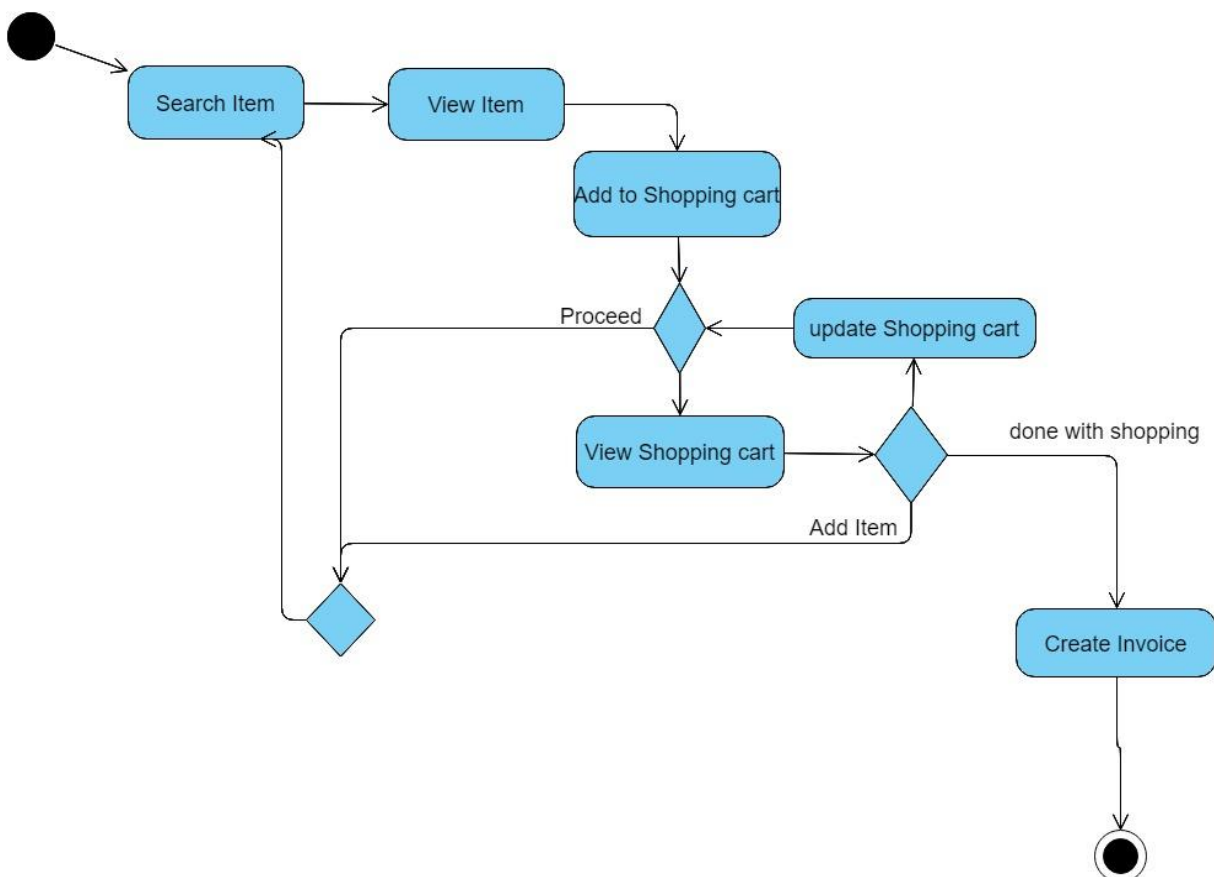 Search Item
View Item
Add to Shopping cart
Proceed
update Shopping cart
View Shopping cart
done with shopping
Add Item
Create Invoice